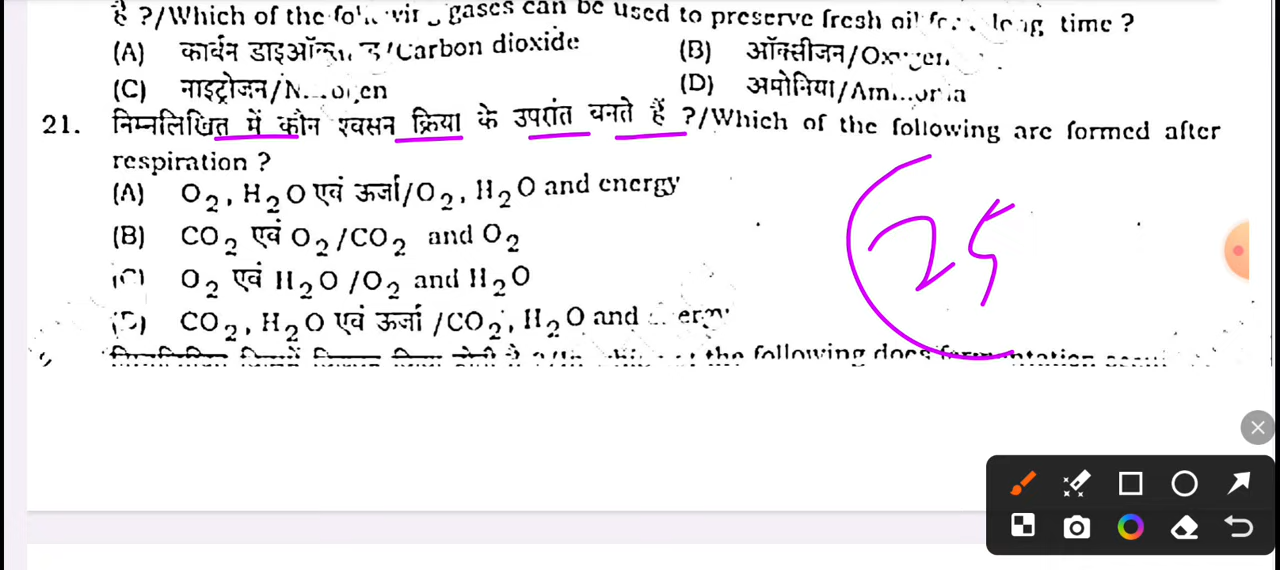 है ?/Which of the gases can be used to preserve fresh oil long time ?
(A) कार्बन /Carbon dioxide
(B) ऑक्सीजन/
(C) नाइट्रोजन/
(D) अमोनिया/
21. निम्नलिखित में कौन श्वसन क्रिया के उपरांत बनते हैं ?/Which of the following are formed after
respiration ?
(A) O2, H2O एवं ऊर्जा/O2, H2O and energy
(B) CO2 एवं O2/CO2 and O2
(C) O2 एवं H2O /O2 and H2O
CO2, H2O एवं ऊर्जा /CO2, H2O and
the following does
25